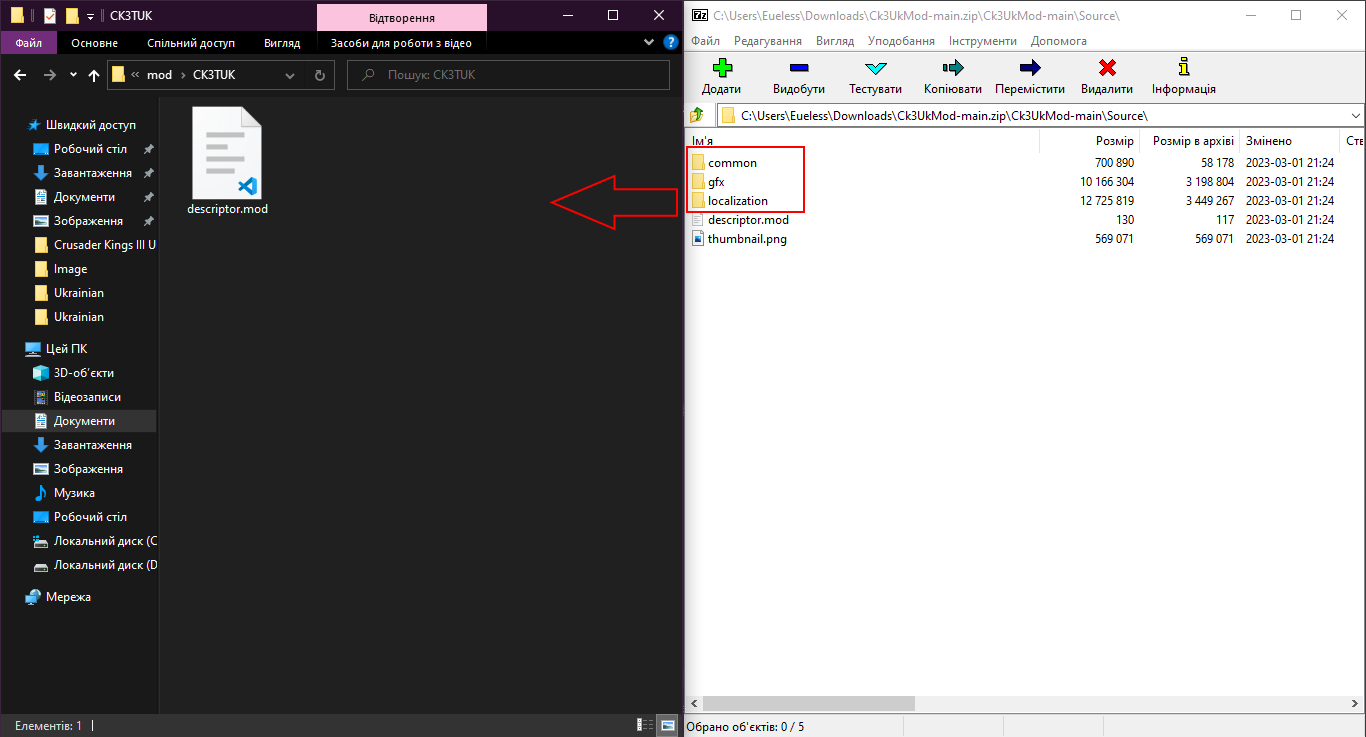 CK3TUK
Відтворення
Файл
Основне
Спільний доступ
Вигляд
Засоби для роботи з відео
mod
CK3TUK
Пошук: CK3TUK
Швидкий доступ
Робочий стіл
Завантаження
Документи
Зображення
Crusader Kings III U
Image
Ukrainian
Ukrainian
Цей ПК
3D-об'єкти
Відеозаписи
Документи
Завантаження
Зображення
Музика
Робочий стіл
Локальний диск (C
Локальний диск (D
Мережа
descriptor.mod
Елементів: 1
7z C:\Users\Eueless\Downloads\Ck3UkMod-main.zip\Ck3UkMod-main\Source\
Файл Редагування Вигляд Уподобання Інструменти Допомога
Додати Видобути Тестувати Копіювати Перемістити Видалити Інформація
C:\Users\Eueless\Downloads\Ck3UkMod-main.zip\Ck3UkMod-main\Source\
Ім'я Розмір Розмір в архіві Змінено Ств
common 700 890 58 178 2023-03-01 21:24
gfx 10 166 304 3 198 804 2023-03-01 21:24
localization 12 725 819 3 449 267 2023-03-01 21:24
descriptor.mod 130 117 2023-03-01 21:24
thumbnail.png 569 071 569 071 2023-03-01 21:24
Обрано об'єктів: 0 / 5